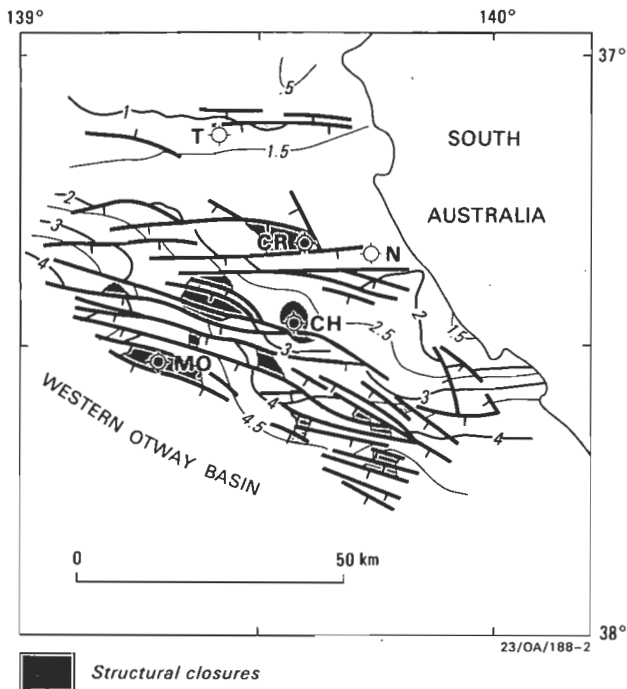 139°
140°
37°
.5
1
T
1.5
SOUTH
AUSTRALIA
2
3
4
CR
N
CH
2
1.5
2.5
3
MO
3
4
4
4.5
WESTERN OTWAY BASIN
0
50 km
38°
23/OA/188-2
Structural closures